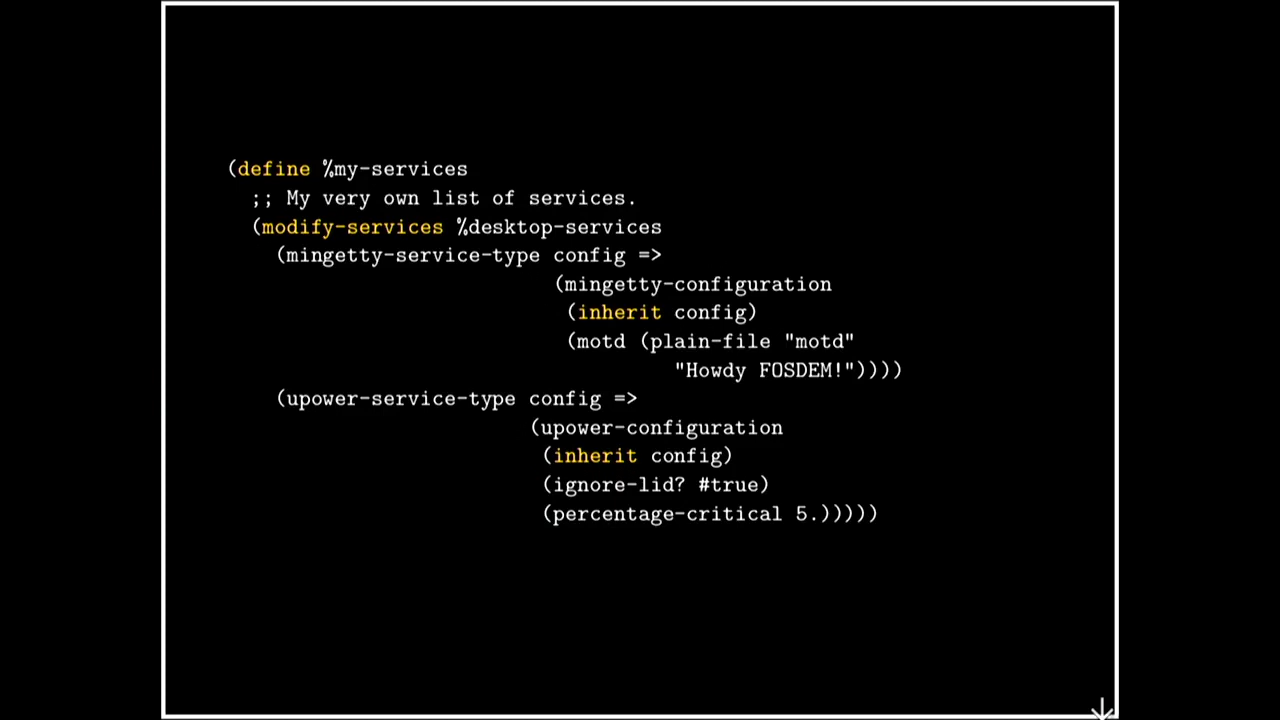 (define %my-services
  ;; My very own list of services.
  (modify-services %desktop-services
    (mingetty-service-type config =>
                           (mingetty-configuration
                            (inherit config)
                            (motd (plain-file "motd"
                                     "Howdy FOSDEM!"))))
    (upower-service-type config =>
                         (upower-configuration
                          (inherit config)
                          (ignore-lid? #true)
                          (percentage-critical 5.)))))